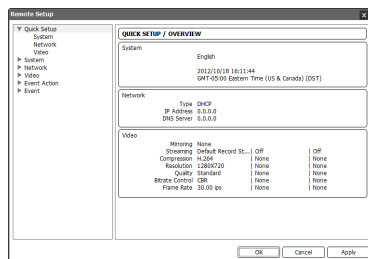 Remote Setup
x
Quick Setup
System
Network
Video
System
Network
Video
Event Action
Event
QUICK SETUP / OVERVIEW
System
English
2012/10/18 16:11:44
GMT-05:00 Eastern Time (US & Canada) (DST)
Network
Type DHCP
IP Address 0.0.0.0
DNS Server 0.0.0.0
Video
Mirroring None
Streaming Default Record St... | Off | Off
Compression H.264 | None | None
Resolution 1280X720 | None | None
Quality Standard | None | None
Bitrate Control CBR | None | None
Frame Rate 30.00 ips | None | None
OK Cancel Apply